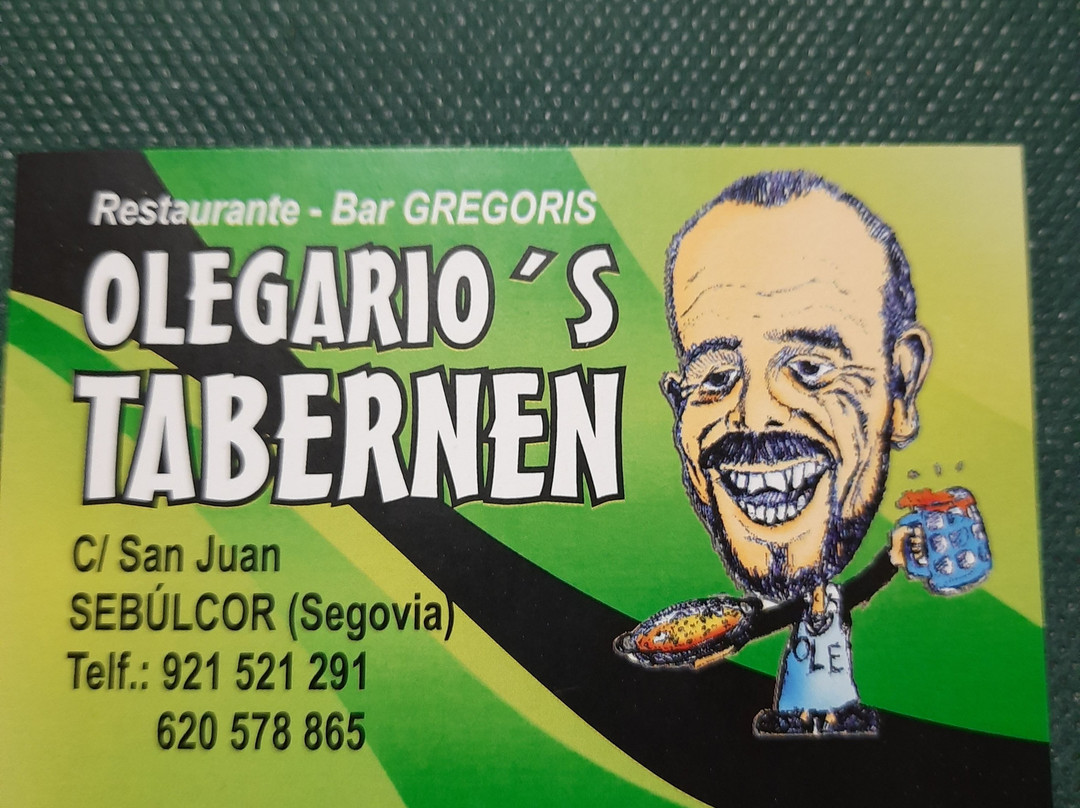 Restaurante - Bar GREGORIS
OLEGARIO´S
TABERNEN
C/ San Juan
SEBÚLCOR (Segovia)
Telf.: 921 521 291
620 578 865
OLE